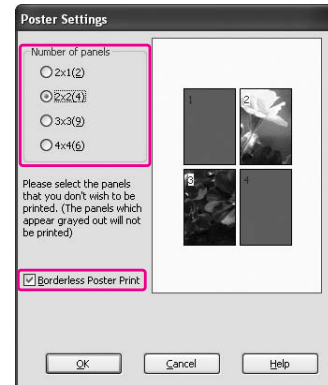 Poster Settings
Number of panels
2x1(2)
2x2(4)
3x3(9)
4x4(6)
1
2
3
4
Please select the panels
that you don't wish to be
printed. (The panels which
appear grayed out will not
be printed)
Borderless Poster Print
OK
Cancel
Help